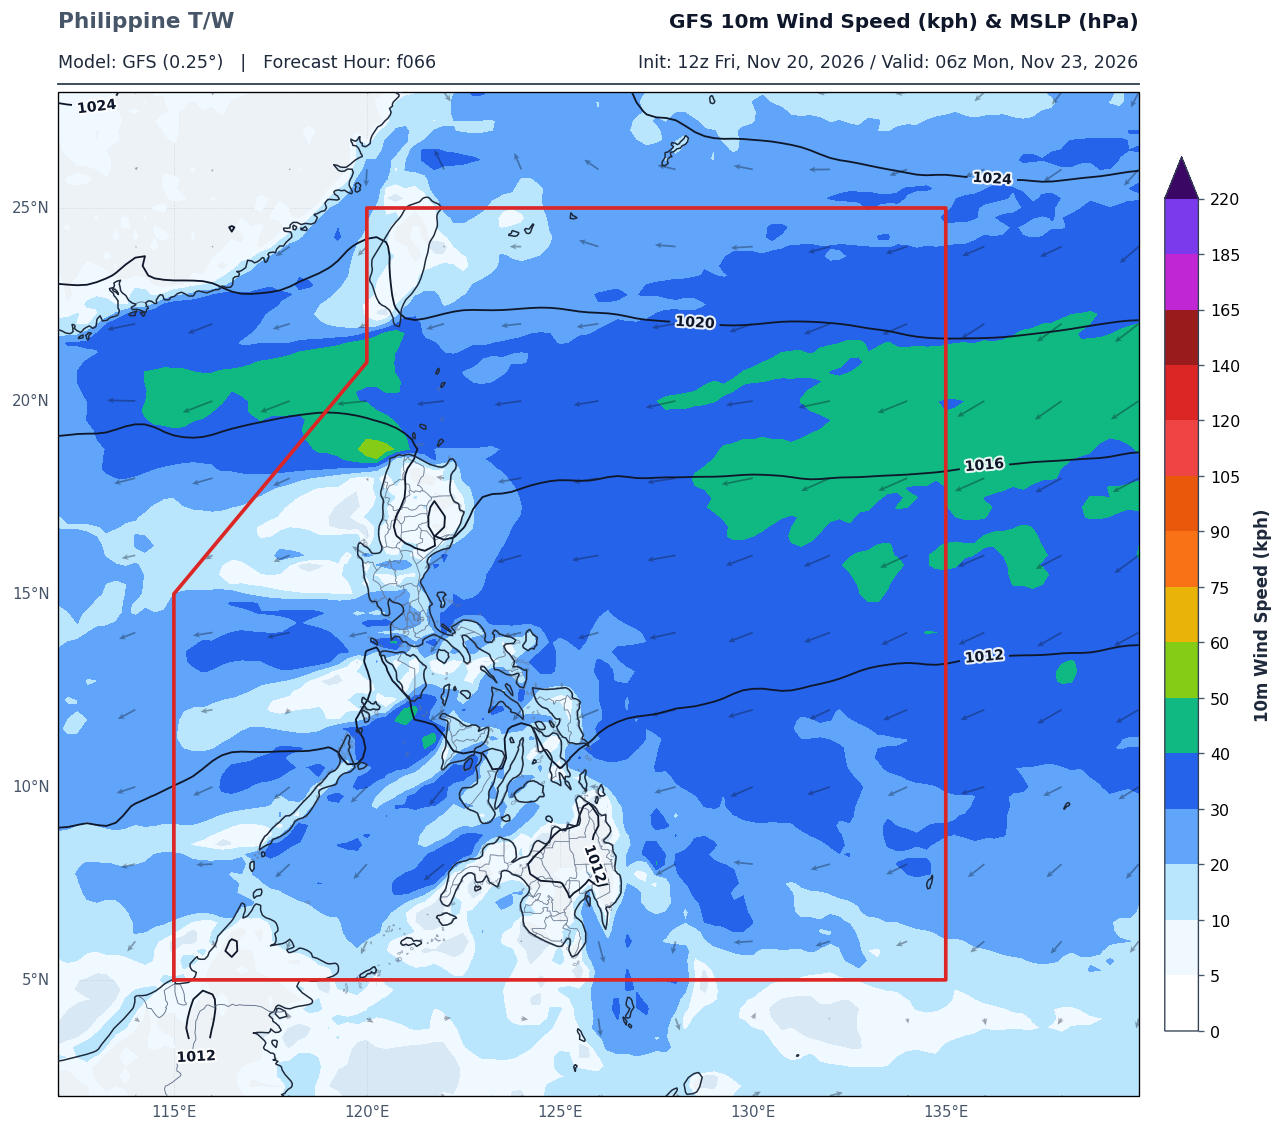 Philippine T/W
GFS 10m Wind Speed (kph) & MSLP (hPa)
Model: GFS (0.25°) | Forecast Hour: f066
Init: 12z Fri, Nov 20, 2026 / Valid: 06z Mon, Nov 23, 2026
1024
1024
1020
1016
1012
1012
1012
25°N
20°N
15°N
10°N
5°N
115°E
120°E
125°E
130°E
135°E
220
185
165
140
120
105
90
75
60
50
40
30
20
10
5
0
10m Wind Speed (kph)